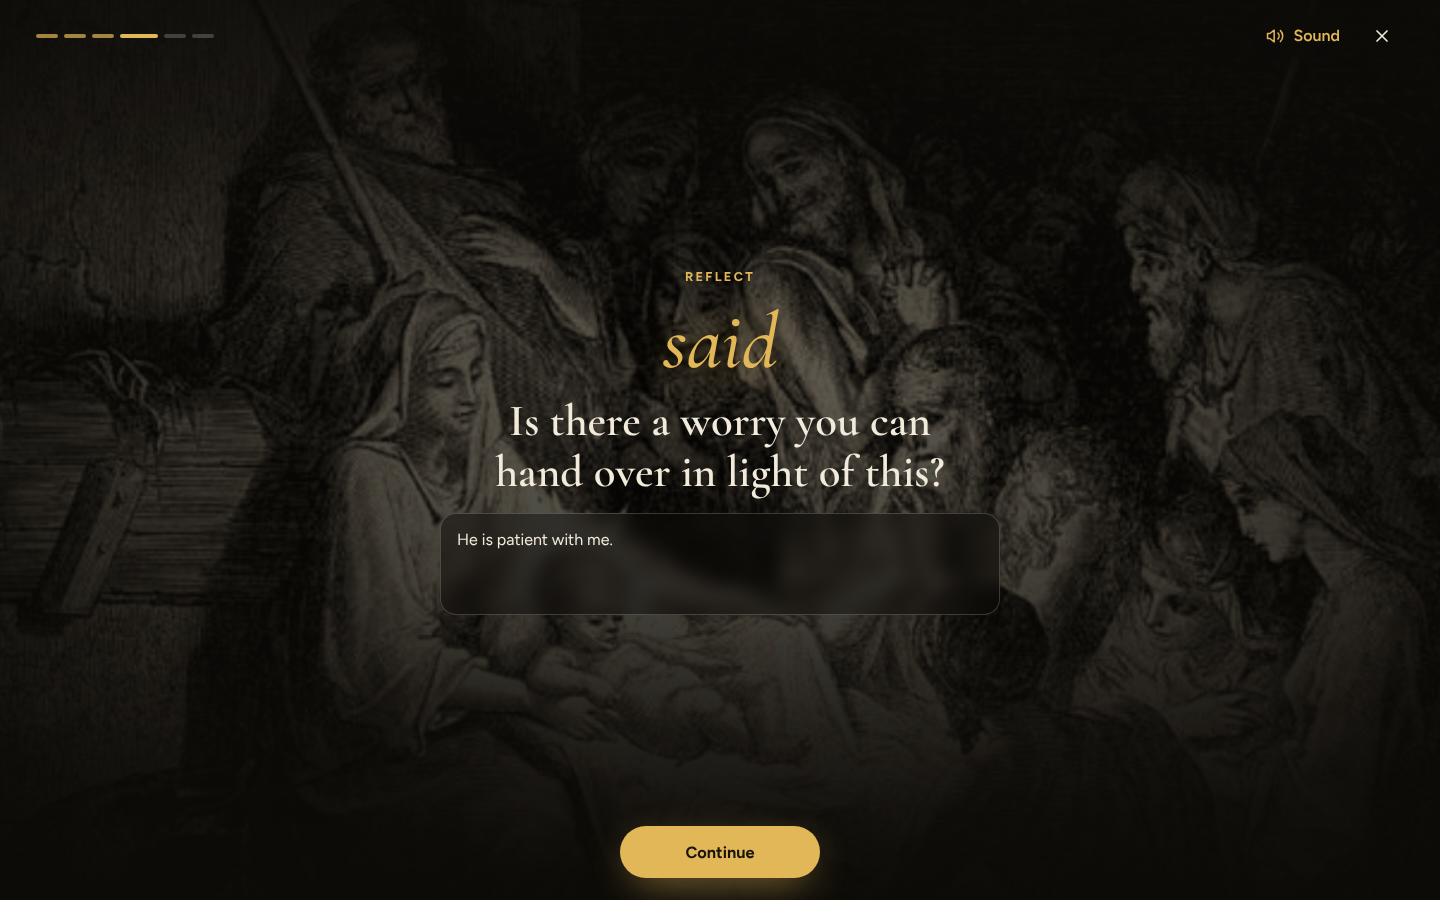 Sound
REFLECT
said
Is there a worry you can
hand over in light of this?
He is patient with me.
Continue